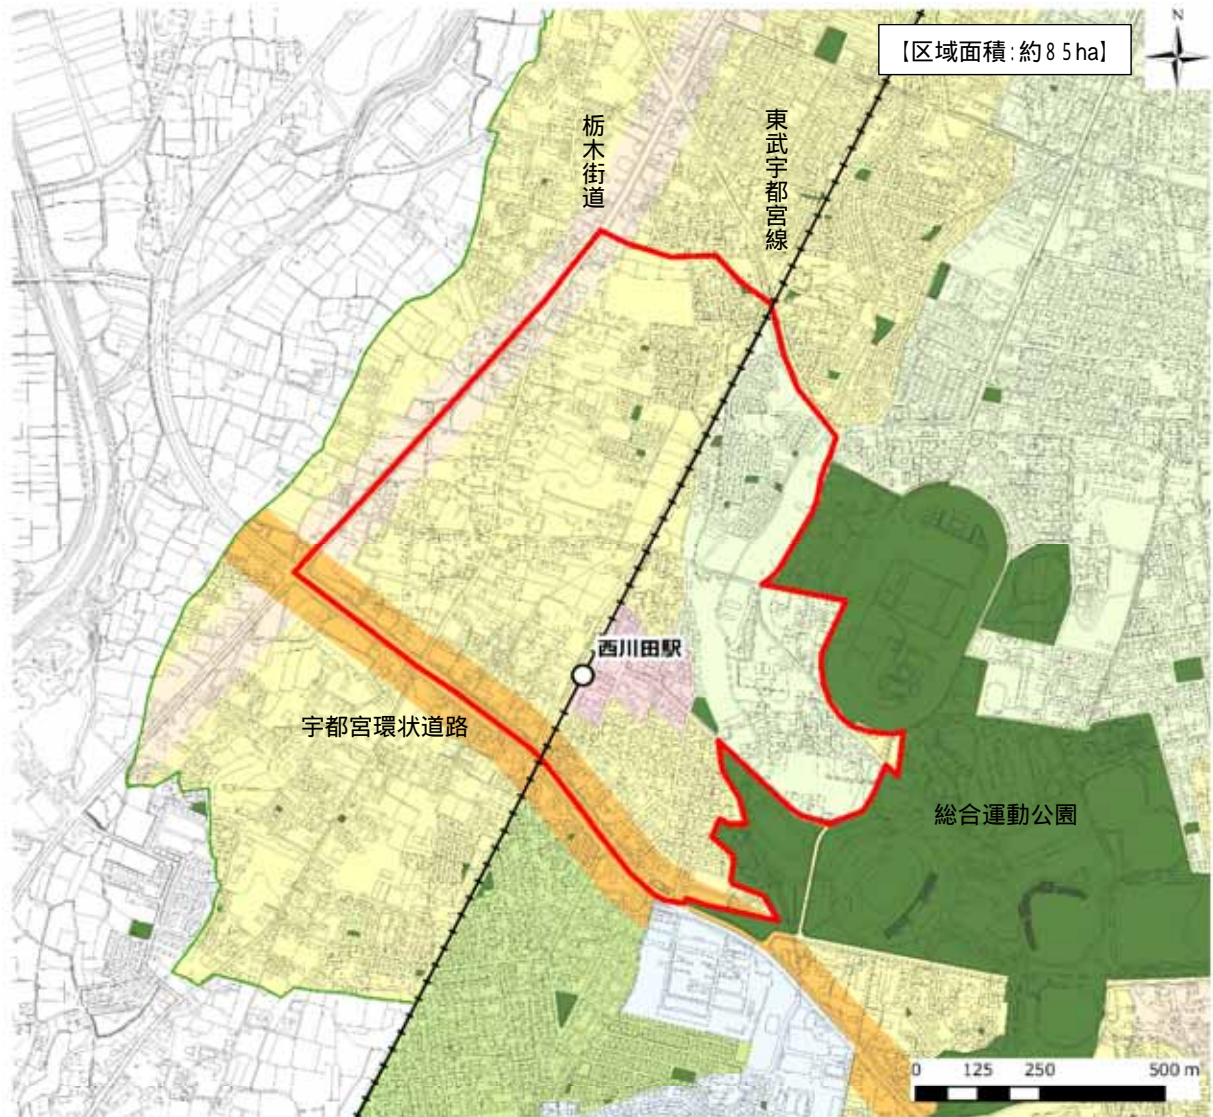 【区域面積:約85ha】
N
栃木街道
東武宇都宮線
西川田駅
宇都宮環状道路
総合運動公園
0 125 250 500 m